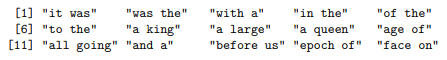 [1] "it was" "was the" "with a" "in the" "of the"
[6] "to the" "a king" "a large" "a queen" "age of"
[11] "all going" "and a" "before us" "epoch of" "face on"